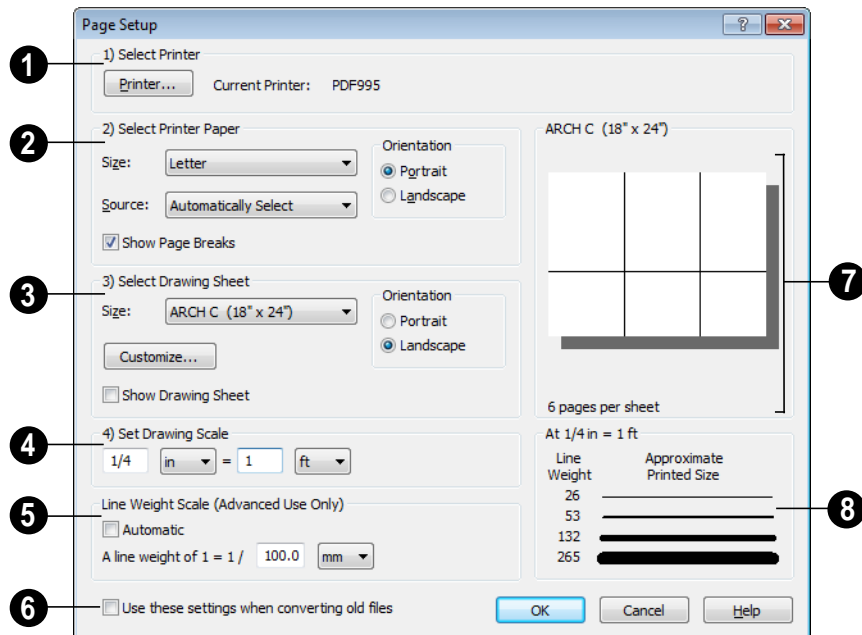 Page Setup
1
1) Select Printer
Printer... Current Printer: PDF995
2
2) Select Printer Paper
Size: Letter
Source: Automatically Select
Show Page Breaks
Orientation
Portrait
Landscape
3
3) Select Drawing Sheet
Size: ARCH C (18" x 24")
Customize...
Show Drawing Sheet
Orientation
Portrait
Landscape
4
4) Set Drawing Scale
1/4 in = 1 ft
5
Line Weight Scale (Advanced Use Only)
Automatic
A line weight of 1 = 1 / 100.0 mm
6
Use these settings when converting old files
ARCH C (18" x 24")
7
6 pages per sheet
At 1/4 in = 1 ft
Line Weight
Approximate Printed Size
26
53
132
265
8
OK Cancel Help